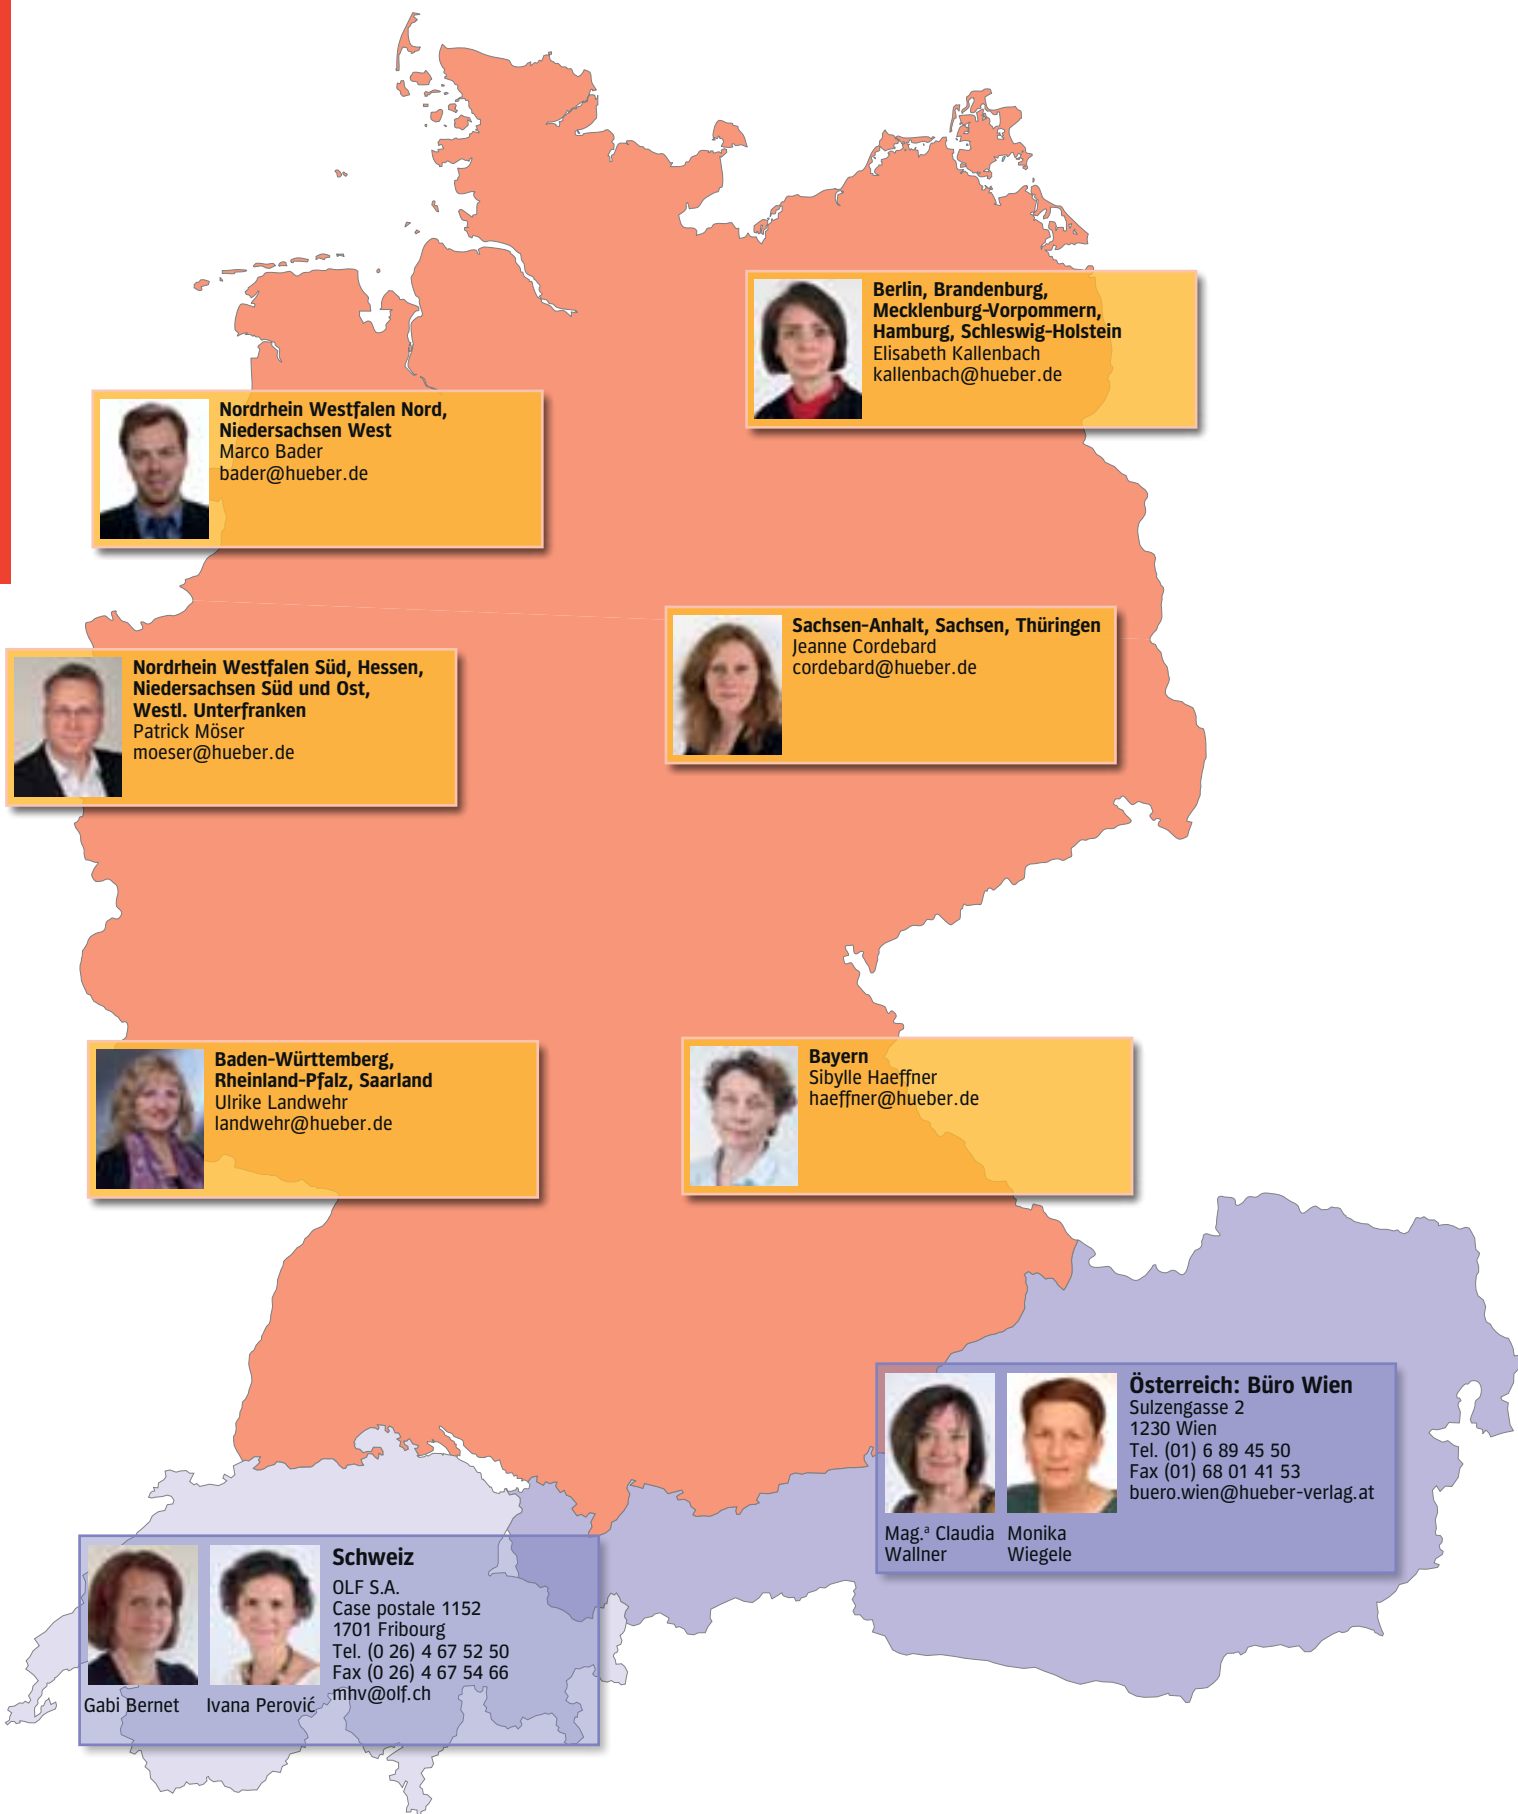 Berlin, Brandenburg,
Mecklenburg-Vorpommern,
Hamburg, Schleswig-Holstein
Elisabeth Kallenbach
kallenbach@hueber.de
Nordrhein Westfalen Nord,
Niedersachsen West
Marco Bader
bader@hueber.de
Sachsen-Anhalt, Sachsen, Thüringen
Jeanne Cordebard
cordebard@hueber.de
Nordrhein Westfalen Süd, Hessen,
Niedersachsen Süd und Ost,
Westl. Unterfranken
Patrick Möser
moeser@hueber.de
Baden-Württemberg,
Rheinland-Pfalz, Saarland
Ulrike Landwehr
landwehr@hueber.de
Bayern
Sibylle Haeffner
haeffner@hueber.de
Österreich: Büro Wien
Sulzengasse 2
1230 Wien
Tel. (01) 6 89 45 50
Fax (01) 68 01 41 53
buero.wien@hueber-verlag.at
Mag.ª Claudia
Wallner
Monika
Wiegele
Schweiz
OLF S.A.
Case postale 1152
1701 Fribourg
Tel. (0 26) 4 67 52 50
Fax (0 26) 4 67 54 66
mhv@olf.ch
Gabi Bernet
Ivana Perović